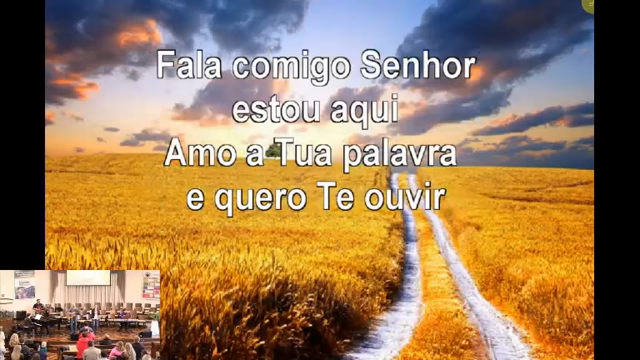 Fala comigo Senhor
estou aqui
Amo a Tua palavra
e quero Te ouvir